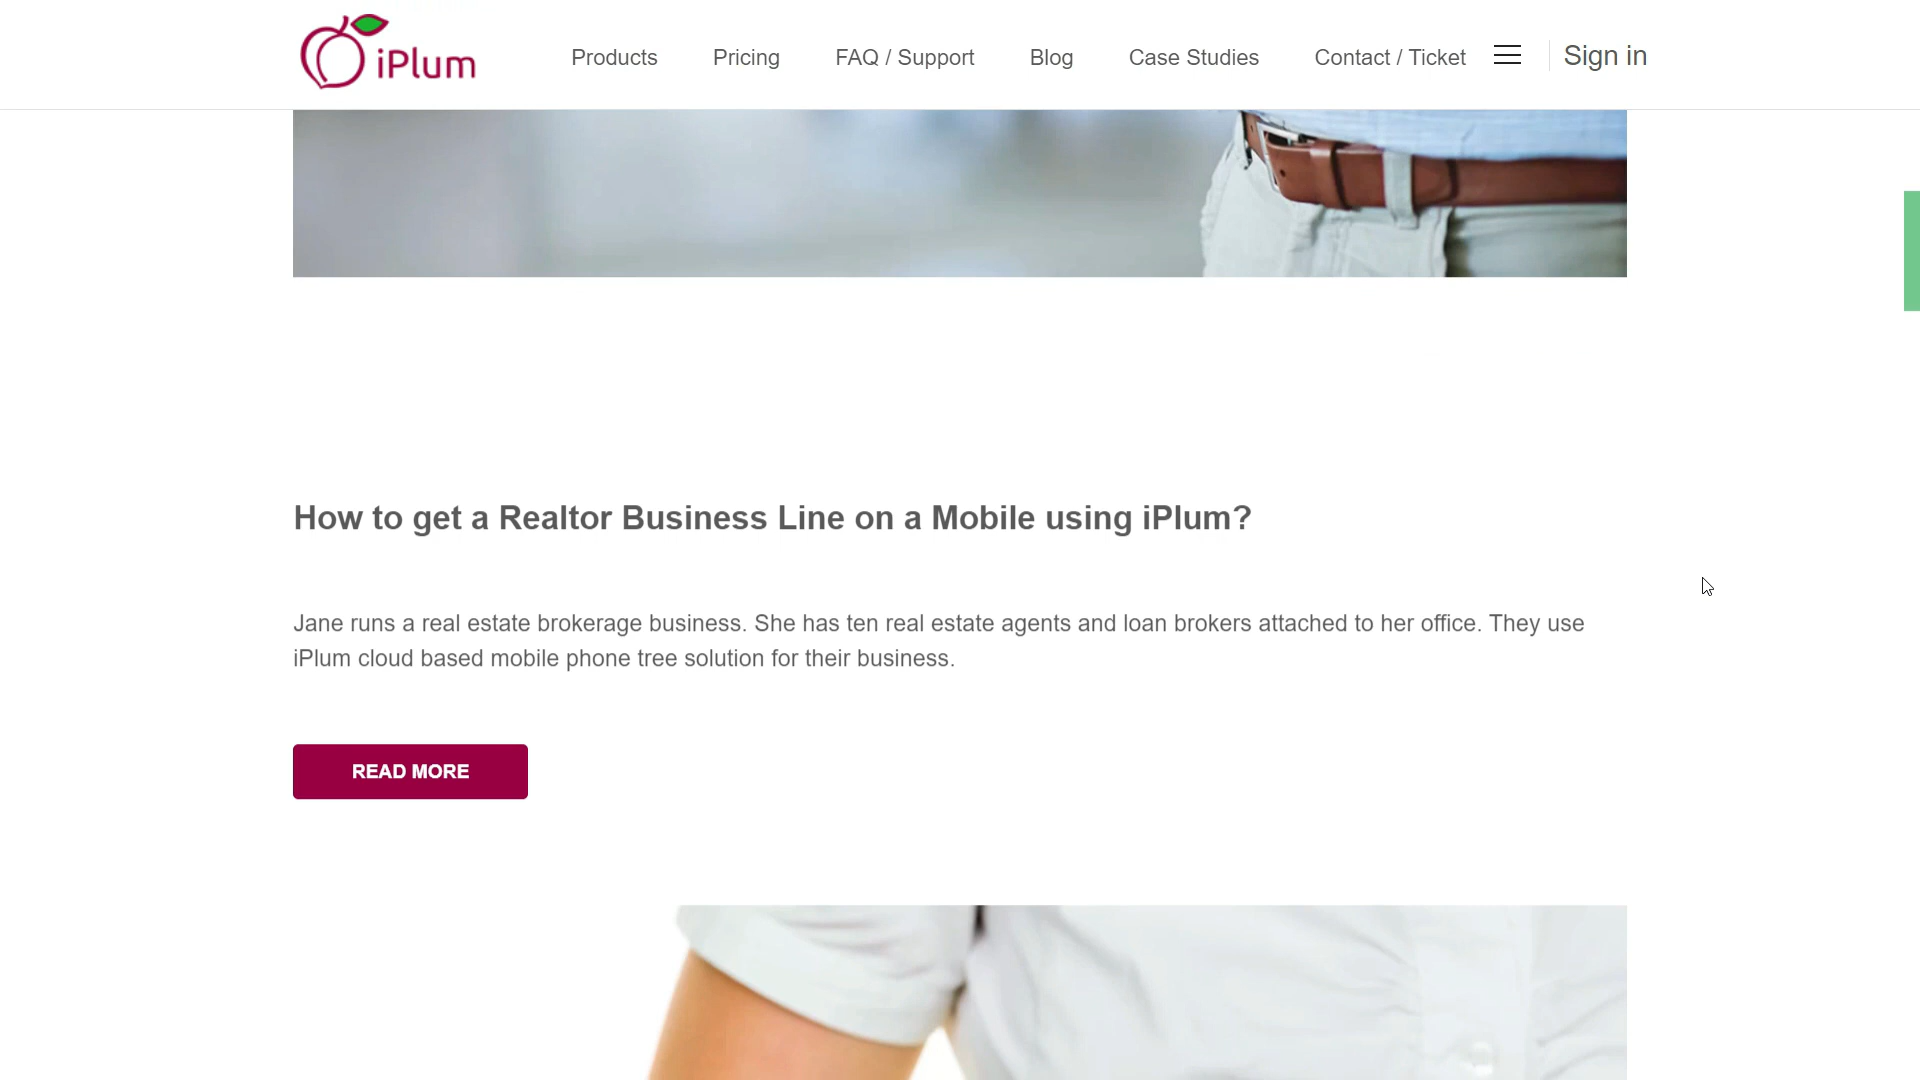 iPlum
Products
Pricing
FAQ / Support
Blog
Case Studies
Contact / Ticket
Sign in
How to get a Realtor Business Line on a Mobile using iPlum?
Jane runs a real estate brokerage business. She has ten real estate agents and loan brokers attached to her office. They use
iPlum cloud based mobile phone tree solution for their business.
READ MORE